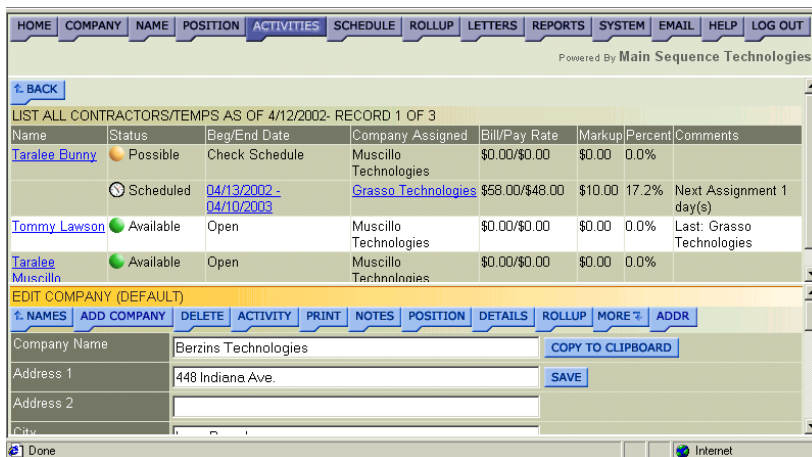 HOME COMPANY NAME POSITION ACTIVITIES SCHEDULE ROLLUP LETTERS REPORTS SYSTEM EMAIL HELP LOG OUT
Powered By Main Sequence Technologies
BACK
LIST ALL CONTRACTORS/TEMPS AS OF 4/12/2002- RECORD 1 OF 3
Name Status Beg/End Date Company Assigned Bill/Pay Rate Markup Percent Comments
Taralee Bunny Possible Check Schedule Muscillo $0.00/$0.00 $0.00 0.0%
Technologies
Scheduled 04/13/2002 - Grasso Technologies $58.00/$48.00 $10.00 17.2% Next Assignment 1
04/10/2003 day(s)
Tommy Lawson Available Open Muscillo $0.00/$0.00 $0.00 0.0% Last: Grasso
Technologies Technologies
Taralee Available Open Muscillo $0.00/$0.00 $0.00 0.0%
Muscillo Technologies
EDIT COMPANY (DEFAULT)
NAMES ADD COMPANY DELETE ACTIVITY PRINT NOTES POSITION DETAILS ROLLUP MORE ADDR
Company Name Berzins Technologies COPY TO CLIPBOARD
Address 1 448 Indiana Ave. SAVE
Address 2
City
Done Internet